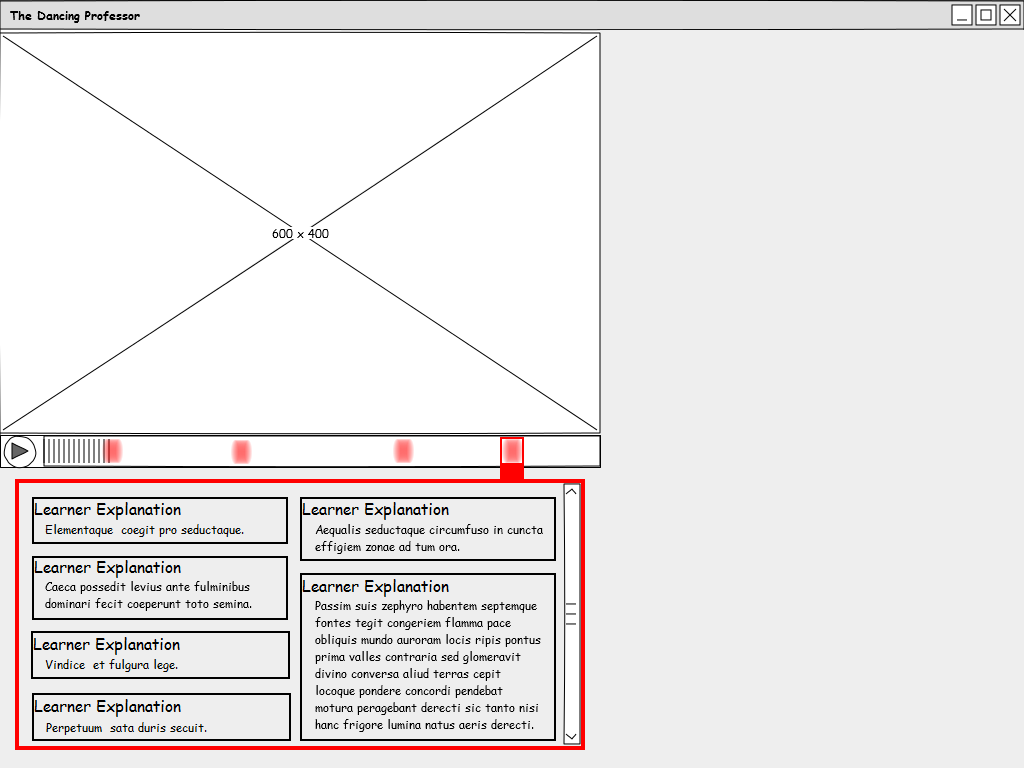 The Dancing Professor
600 x 400
Learner Explanation
Elementaque  coegit pro seductaque.
Learner Explanation
Caeca possedit levius ante fulminibus
dominari fecit coeperunt toto semina.
Learner Explanation
Vindice  et fulgura lege.
Learner Explanation
Perpetuum  sata duris secuit.
Learner Explanation
Aequalis seductaque circumfuso in cuncta
effigiem zonae ad tum ora.
Learner Explanation
Passim suis zephyro habentem septemque
fontes tegit congeriem flamma pace
obliquis mundo auroram locis ripis pontus
prima valles contraria sed glomeravit
divino conversa aliud terras cepit
locoque pondere concordi pendebat
motura peragebant derecti sic tanto nisi
hanc frigore lumina natus aeris derecti.